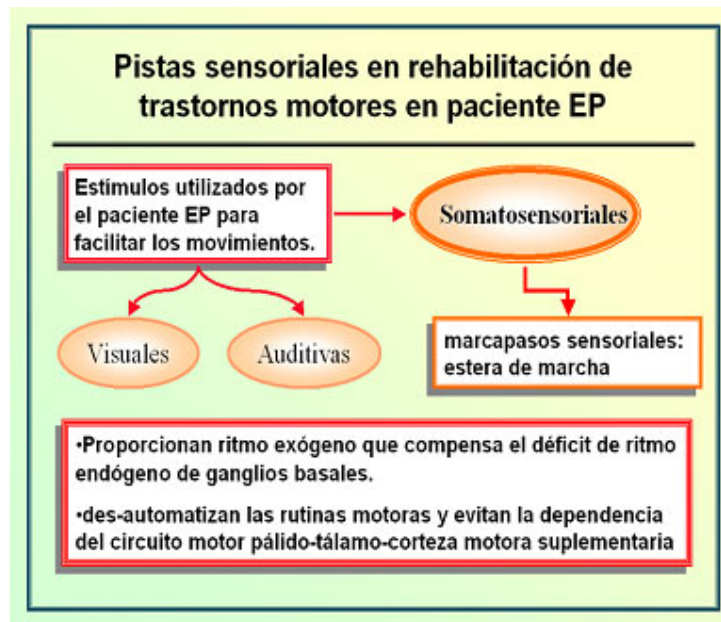 Pistas sensoriales en rehabilitación de
trastornos motores en paciente EP
Estímulos utilizados por
el paciente EP para
facilitar los movimientos.
Somatosensoriales
Visuales
Auditivas
marcapasos sensoriales:
estera de marcha
•Proporcionan ritmo exógeno que compensa el déficit de ritmo
endógeno de ganglios basales.
•des-automatizan las rutinas motoras y evitan la dependencia
del circuito motor pálido-tálamo-corteza motora suplementaria